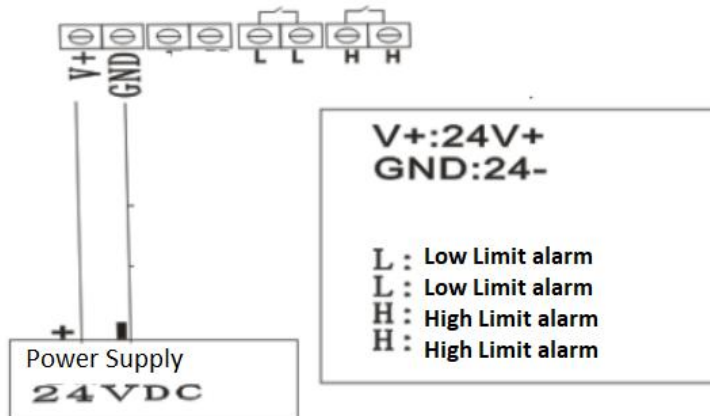 L L H H
V+ GND
V+:24V+
GND:24-
L : Low Limit alarm
L : Low Limit alarm
H : High Limit alarm
H : High Limit alarm
+ -
Power Supply
24VDC